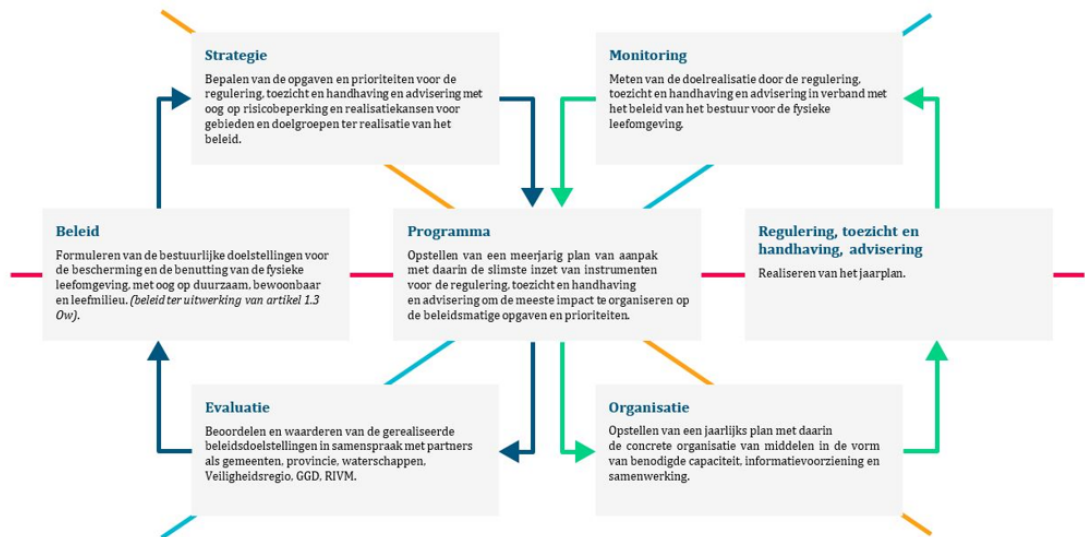 Strategie
Bepalen van de opgaven en prioriteiten voor de
regulering, toezicht en handhaving en advisering met
oog op risicobeperking en realisatiekansen voor
gebieden en doelgroepen ter realisatie van het
beleid.
Monitoring
Meten van de doelrealisatie door de regulering,
toezicht en handhaving en advisering in verband met
het beleid van het bestuur voor de fysieke
leefomgeving.
Beleid
Formuleren van de bestuurlijke doelstellingen voor
de bescherming en de benutting van de fysieke
leefomgeving, met oog op duurzaam, bewoonbaar
en leefmilieu. (beleid ter uitwerking van artikel 1.3
Ow).
Programma
Opstellen van een meerjarig plan van aanpak
met daarin de slimste inzet van instrumenten
voor de regulering, toezicht en handhaving
en advisering om de meeste impact te organiseren op
de beleidsmatige opgaven en prioriteiten.
Regulering, toezicht en
handhaving, advisering
Realiseren van het jaarplan.
Evaluatie
Beoordelen en waarderen van de gerealiseerde
beleidsdoelstellingen in samenspraak met partners
als gemeenten, provincie, waterschappen,
Veiligheidsregio, GGD, RIVM.
Organisatie
Opstellen van een jaarlijks plan met daarin
de concrete organisatie van middelen in de vorm
van benodigde capaciteit, informatievoorziening en
samenwerking.